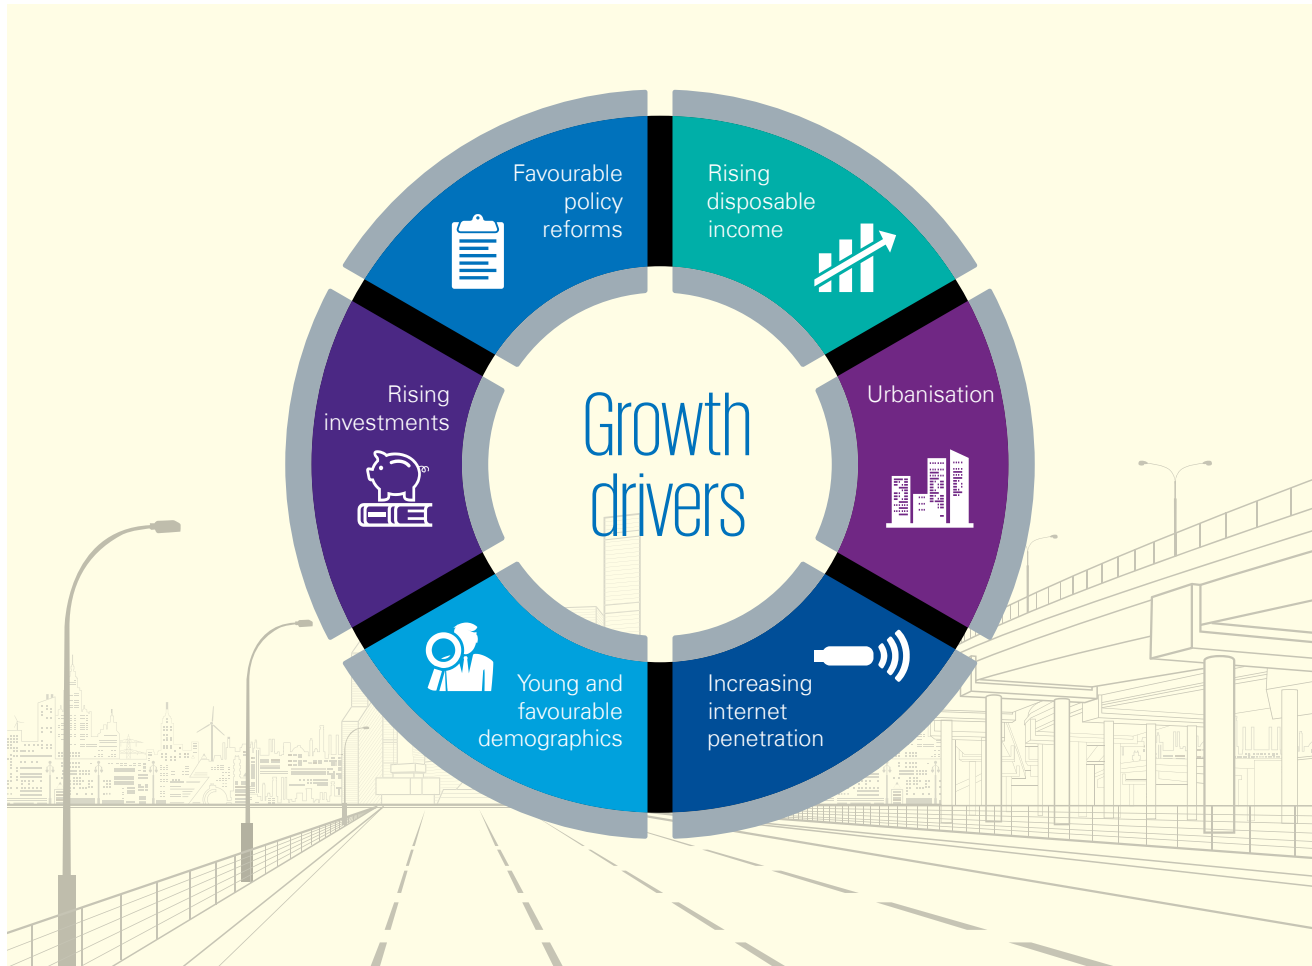 Favourable
policy
reforms
Rising
disposable
income
Rising
investments
Growth
drivers
Urbanisation
Young and
favourable
demographics
Increasing
internet
penetration